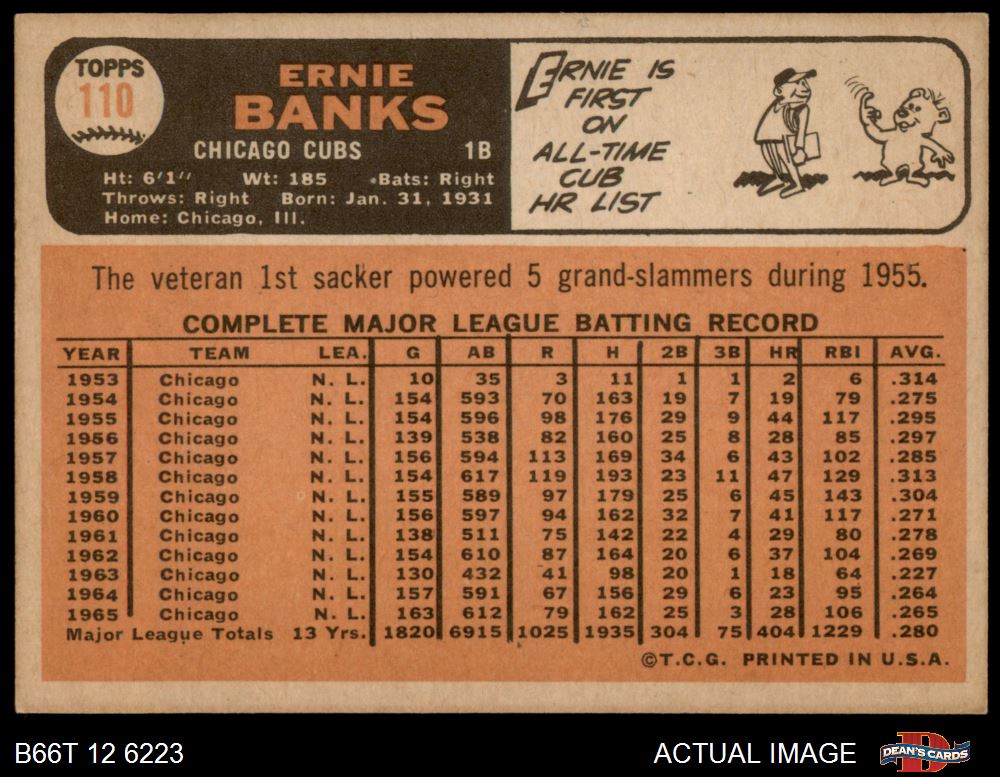 TOPPS
110
ERNIE
BANKS
CHICAGO CUBS 1B
Ht: 6'1" Wt: 185 Bats: Right
Throws: Right Born: Jan. 31, 1931
Home: Chicago, Ill.
ERNIE IS
FIRST
ON
ALL-TIME
CUB
HR LIST
The veteran 1st sacker powered 5 grand-slammers during 1955.
COMPLETE MAJOR LEAGUE BATTING RECORD
YEAR TEAM LEA. G AB R H 2B 3B HR RBI AVG.
1953 Chicago N. L. 10 35 3 11 1 1 2 6 .314
1954 Chicago N. L. 154 593 70 163 19 7 19 79 .275
1955 Chicago N. L. 154 596 98 176 29 9 44 117 .295
1956 Chicago N. L. 139 538 82 160 25 8 28 85 .297
1957 Chicago N. L. 156 594 113 169 34 6 43 102 .285
1958 Chicago N. L. 154 617 119 193 23 11 47 129 .313
1959 Chicago N. L. 155 589 97 179 25 6 45 143 .304
1960 Chicago N. L. 156 597 94 162 32 7 41 117 .271
1961 Chicago N. L. 138 511 75 142 22 4 29 80 .278
1962 Chicago N. L. 154 610 87 164 20 6 37 104 .269
1963 Chicago N. L. 130 432 41 98 20 1 18 64 .227
1964 Chicago N. L. 157 591 67 156 29 6 23 95 .264
1965 Chicago N. L. 163 612 79 162 25 3 28 106 .265
Major League Totals 13 Yrs. 1820 6915 1025 1935 304 75 404 1229 .280
©T.C.G. PRINTED IN U.S.A.
B66T 12 6223
ACTUAL IMAGE
DEAN'S CARDS